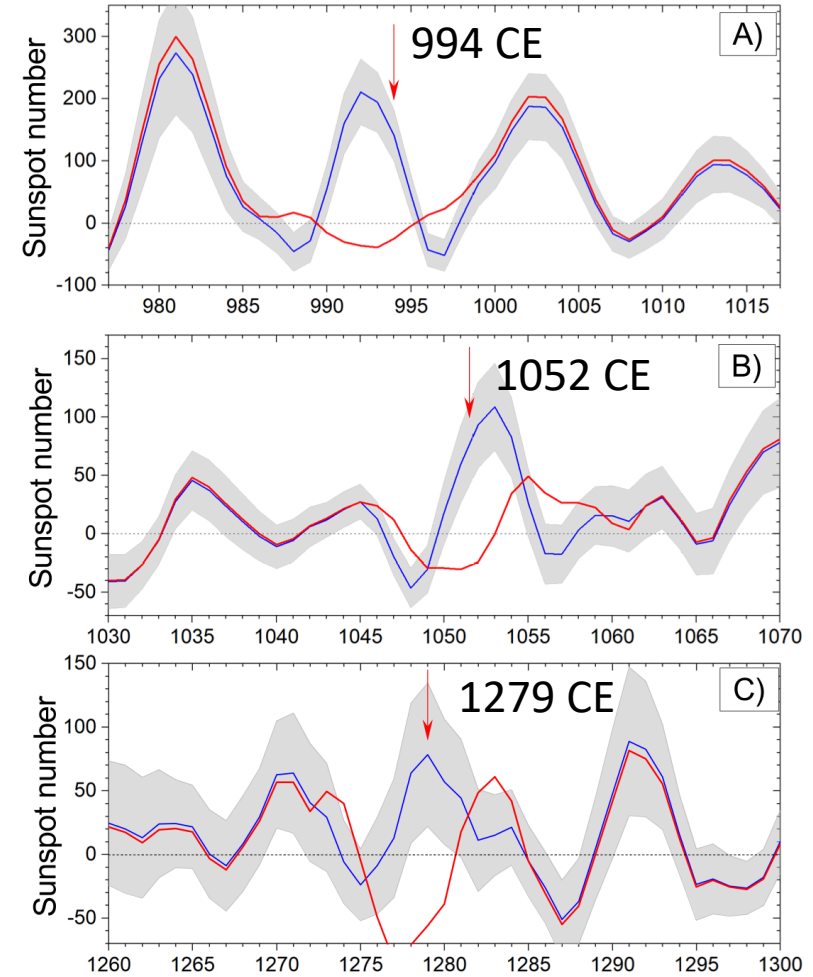 A)
994 CE
Sunspot number
300
200
100
0
-100
980 985 990 995 1000 1005 1010 1015
B)
1052 CE
Sunspot number
150
100
50
0
-50
1030 1035 1040 1045 1050 1055 1060 1065 1070
C)
1279 CE
Sunspot number
150
100
50
0
-50
1260 1265 1270 1275 1280 1285 1290 1295 1300